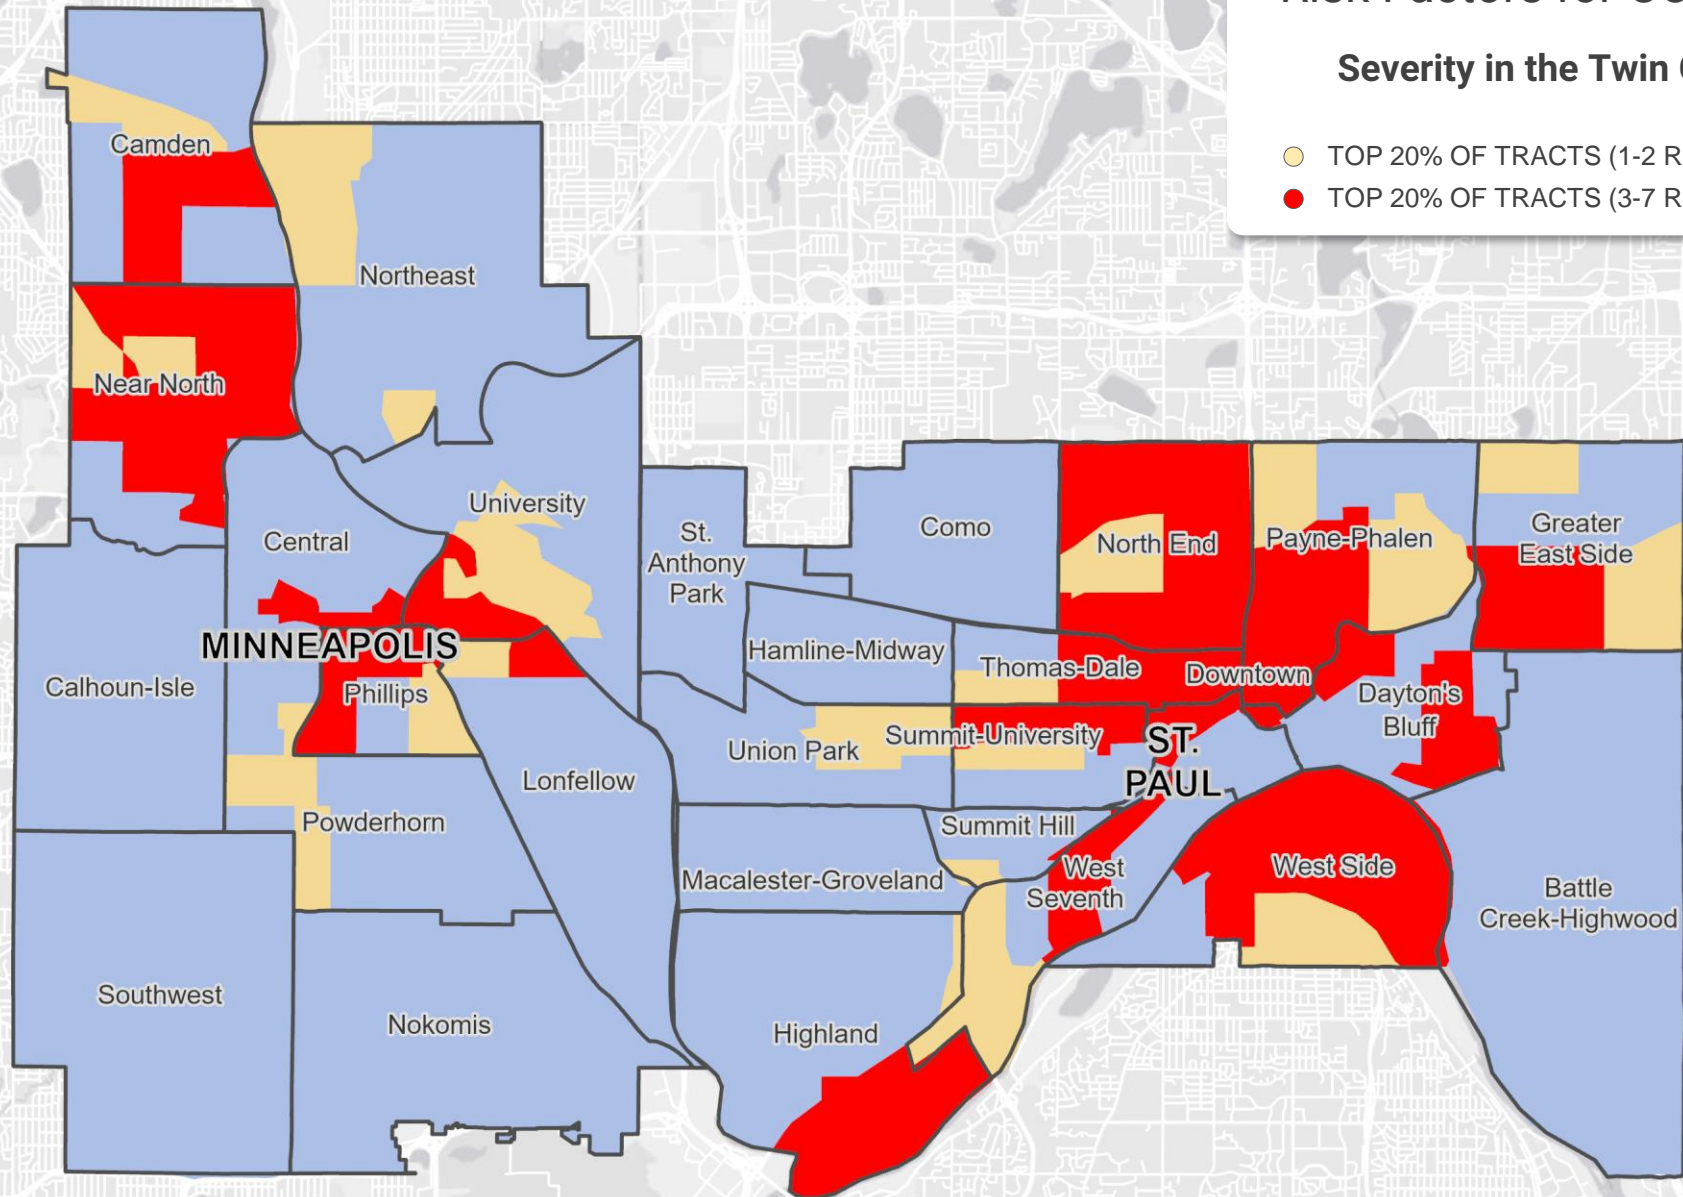 Severity in the Twin
TOP 20% OF TRACTS (1-2
TOP 20% OF TRACTS (3-7
Camden
Northeast
Near North
University
Central
St.
Anthony
Park
Como
North End
Payne-Phalen
Greater
East Side
MINNEAPOLIS
Hamline-Midway
Thomas-Dale
Downtown
Calhoun-Isle
Phillips
Dayton's
Bluff
Union Park
Summit-University
ST.
PAUL
Lonfellow
Powderhorn
Summit Hill
Macalester-Groveland
West
Seventh
West Side
Battle
Creek-Highwood
Southwest
Nokomis
Highland